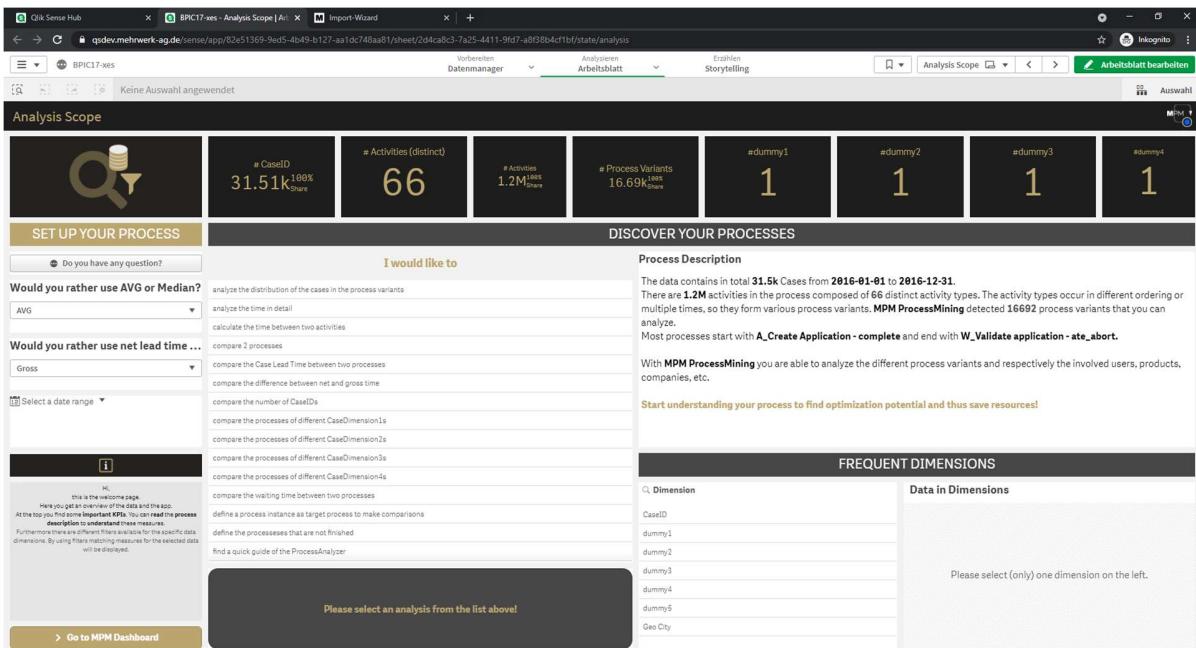 Qlik Sense Hub
BPIC17-xes - Analysis Scope | Arb
Import-Wizard
qsdev.mehrwerk-ag.de/sense/app/82e51369-9ed5-4b49-b127-aa1dc748aa81/sheet/2d4ca8c3-7a25-4411-9fd7-a8f38b4cf1bf/state/analysis
Inkognito
BPIC17-xes
Vorbereiten
Datenmanager
Analysieren
Arbeitsblatt
Erzählen
Storytelling
Analysis Scope
Arbeitsblatt bearbeiten
Keine Auswahl angewendet
Auswahl
Analysis Scope
MPM
# CaseID
31.51k 100% Share
# Activities (distinct)
66
# Activities
1.2M 100% Share
# Process Variants
16.69k 100% Share
#dummy1
1
#dummy2
1
#dummy3
1
#dummy4
1
SET UP YOUR PROCESS
DISCOVER YOUR PROCESSES
Do you have any question?
Would you rather use AVG or Median?
AVG
Would you rather use net lead time ...
Gross
Select a date range
i
Hi,
this is the welcome page.
Here you get an overview of the data and the app.
At the top you find some important KPIs. You can read the process
description to understand these measures.
Furthermore there are different filters available for the specific data
dimensions. By using filters matching measures for the selected data
will be displayed.
> Go to MPM Dashboard
I would like to
analyze the distribution of the cases in the process variants
analyze the time in detail
calculate the time between two activities
compare 2 processes
compare the Case Lead Time between two processes
compare the difference between net and gross time
compare the number of CaseIDs
compare the processes of different CaseDimension1s
compare the processes of different CaseDimension2s
compare the processes of different CaseDimension3s
compare the processes of different CaseDimension4s
compare the waiting time between two processes
define a process instance as target process to make comparisons
define the processeses that are not finished
find a quick guide of the ProcessAnalyzer
Please select an analysis from the list above!
Process Description
The data contains in total 31.5k Cases from 2016-01-01 to 2016-12-31.
There are 1.2M activities in the process composed of 66 distinct activity types. The activity types occur in different ordering or
multiple times, so they form various process variants. MPM ProcessMining detected 16692 process variants that you can
analyze.
Most processes start with A_Create Application - complete and end with W_Validate application - ate_abort.
With MPM ProcessMining you are able to analyze the different process variants and respectively the involved users, products,
companies, etc.
Start understanding your process to find optimization potential and thus save resources!
FREQUENT DIMENSIONS
Dimension
CaseID
dummy1
dummy2
dummy3
dummy4
dummy5
Geo City
Data in Dimensions
Please select (only) one dimension on the left.